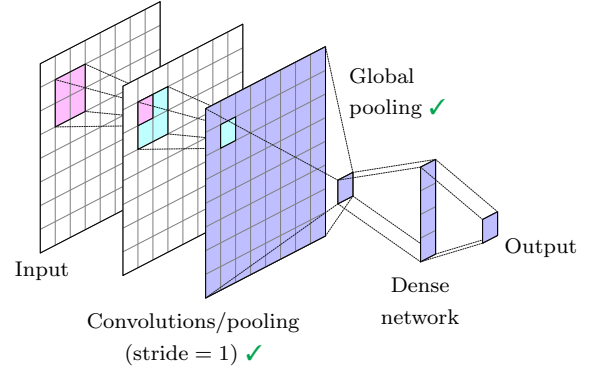 Global
pooling ✓
Input
Output
Dense
network
Convolutions/pooling
(stride = 1) ✓